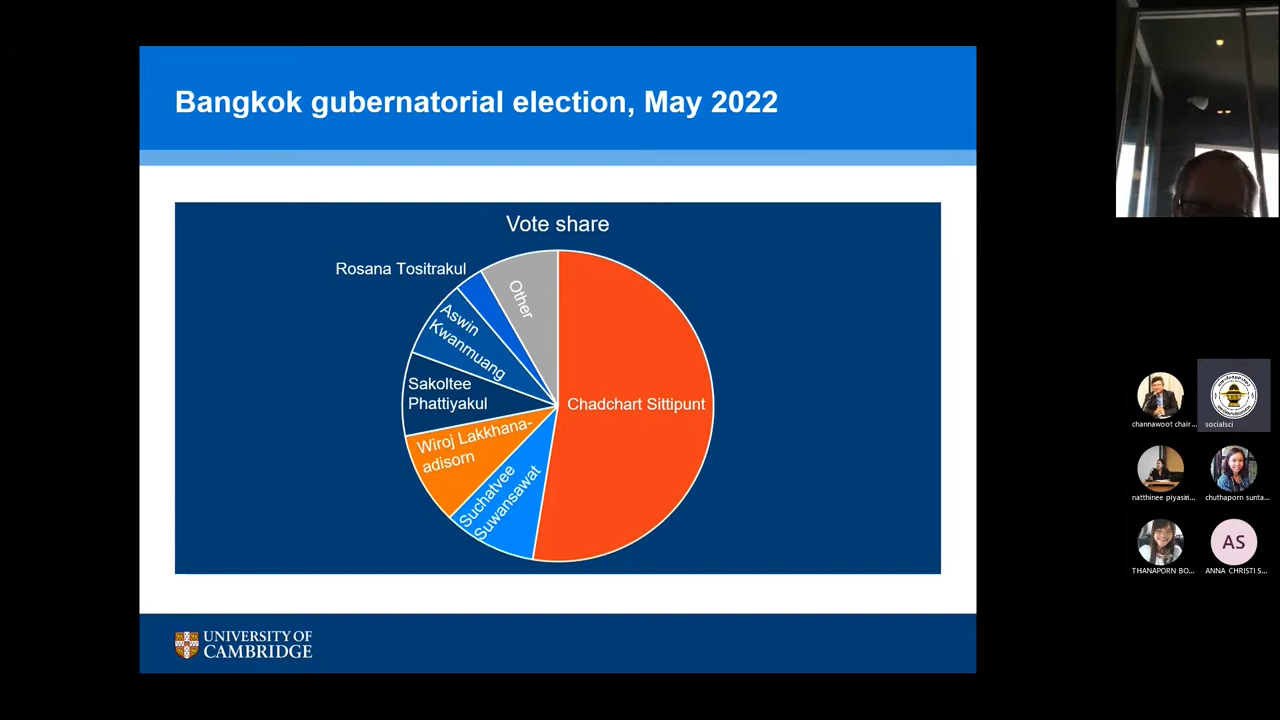 Bangkok gubernatorial election, May 2022
Vote share
Rosana Tositrakul
Other
Aswin
Kwanmuang
Sakoltee
Phattiyakul
Chadchart Sittipunt
Wiroj Lakkhana-
adisorn
Suchatvee
Suwansawat
UNIVERSITY OF
CAMBRIDGE
channawoot chair...
socialsci
natthinee piyasiri...
chuthaporn sunta...
THANAPORN BO...
AS
ANNA CHRISTI S...